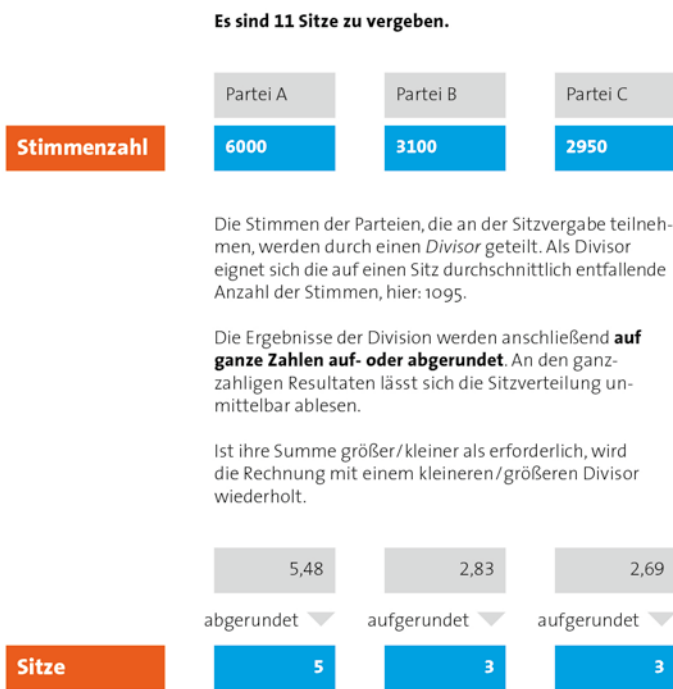 Es sind 11 Sitze zu vergeben.
Partei A Partei B Partei C
Stimmenzahl 6000 3100 2950
Die Stimmen der Parteien, die an der Sitzvergabe teilneh-
men, werden durch einen Divisor geteilt. Als Divisor
eignet sich die auf einen Sitz durchschnittlich entfallende
Anzahl der Stimmen, hier: 1095.
Die Ergebnisse der Division werden anschließend auf
ganze Zahlen auf- oder abgerundet. An den ganz-
zahligen Resultaten lässt sich die Sitzverteilung un-
mittelbar ablesen.
Ist ihre Summe größer/kleiner als erforderlich, wird
die Rechnung mit einem kleineren/größeren Divisor
wiederholt.
5,48 2,83 2,69
abgerundet aufgerundet aufgerundet
Sitze 5 3 3